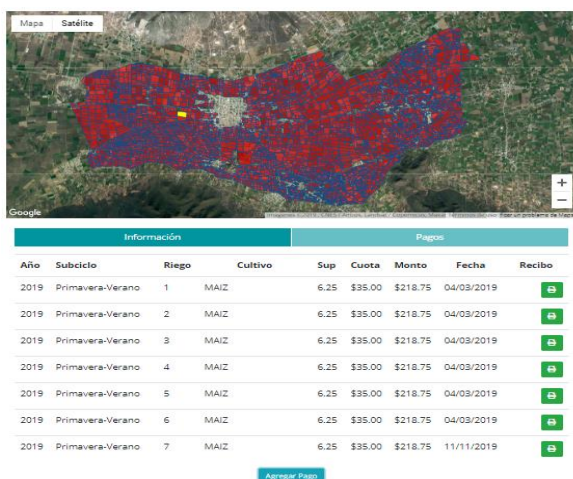 Mapa Satélite
+
−
Google
Información Pagos
Año Subciclo Riego Cultivo Sup Cuota Monto Fecha Recibo
2019 Primavera-Verano 1 MAIZ 6.25 $35.00 $218.75 04/03/2019
2019 Primavera-Verano 2 MAIZ 6.25 $35.00 $218.75 04/03/2019
2019 Primavera-Verano 3 MAIZ 6.25 $35.00 $218.75 04/03/2019
2019 Primavera-Verano 4 MAIZ 6.25 $35.00 $218.75 04/03/2019
2019 Primavera-Verano 5 MAIZ 6.25 $35.00 $218.75 04/03/2019
2019 Primavera-Verano 6 MAIZ 6.25 $35.00 $218.75 04/03/2019
2019 Primavera-Verano 7 MAIZ 6.25 $35.00 $218.75 11/11/2019
Agregar Pago